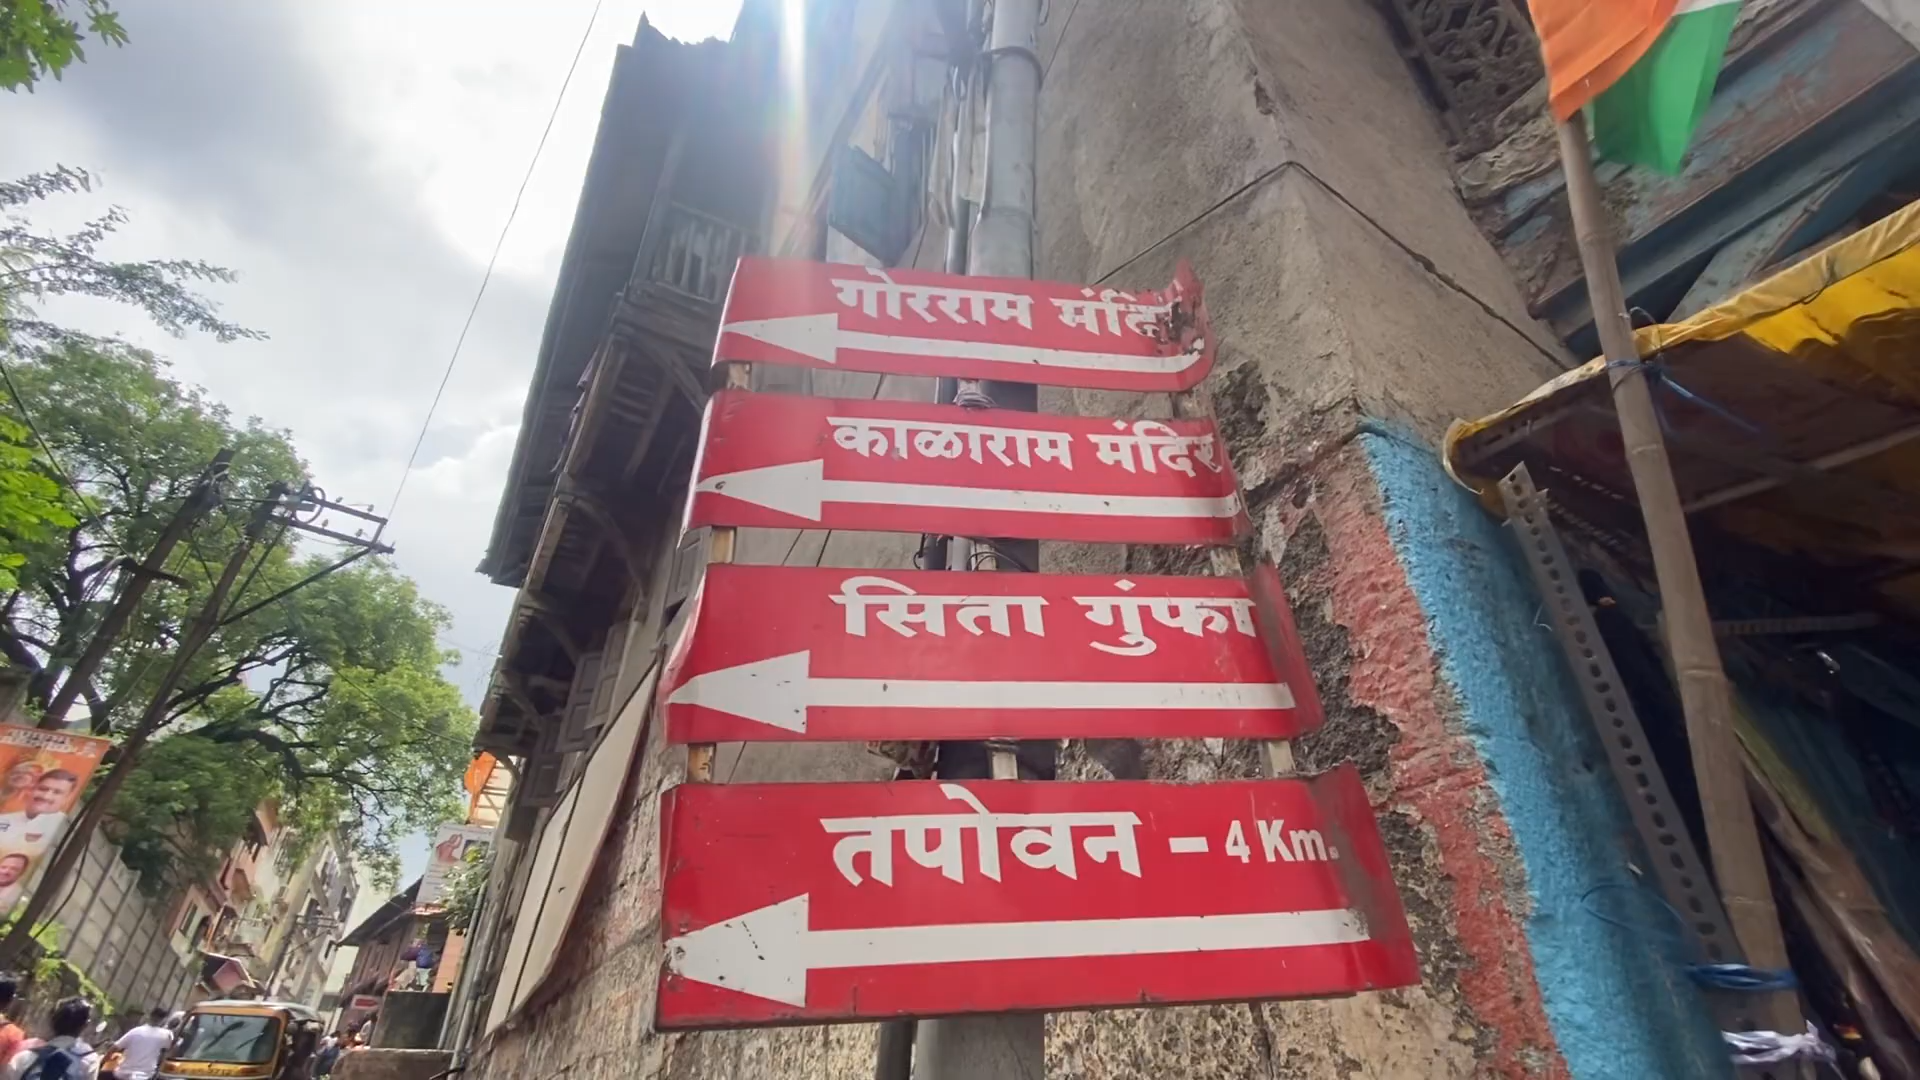 गोरराम मंदिर
काळाराम मंदिर
सिता गुंफा
तपोवन - 4 Km.